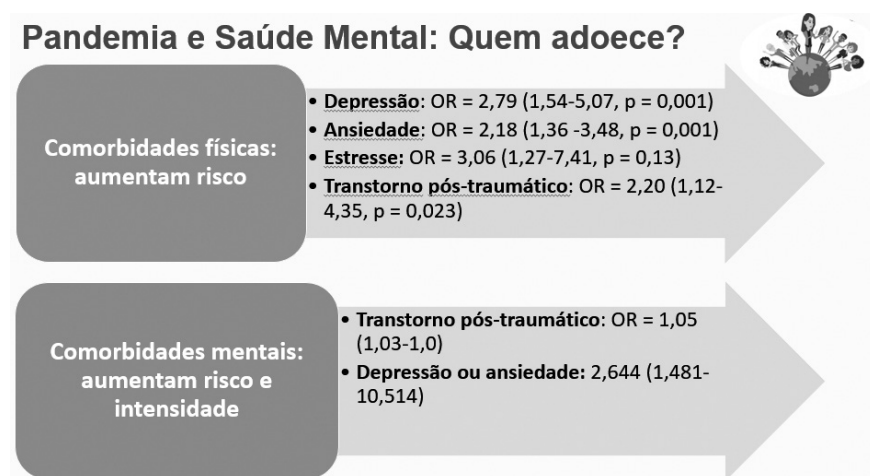 Pandemia e Saúde Mental: Quem adoece?
Comorbidades físicas:
aumentam risco
• Depressão: OR = 2,79 (1,54-5,07, p = 0,001)
• Ansiedade: OR = 2,18 (1,36 -3,48, p = 0,001)
• Estresse: OR = 3,06 (1,27-7,41, p = 0,13)
• Transtorno pós-traumático: OR = 2,20 (1,12-
4,35, p = 0,023)
Comorbidades mentais:
aumentam risco e
intensidade
• Transtorno pós-traumático: OR = 1,05
(1,03-1,0)
• Depressão ou ansiedade: 2,644 (1,481-
10,514)